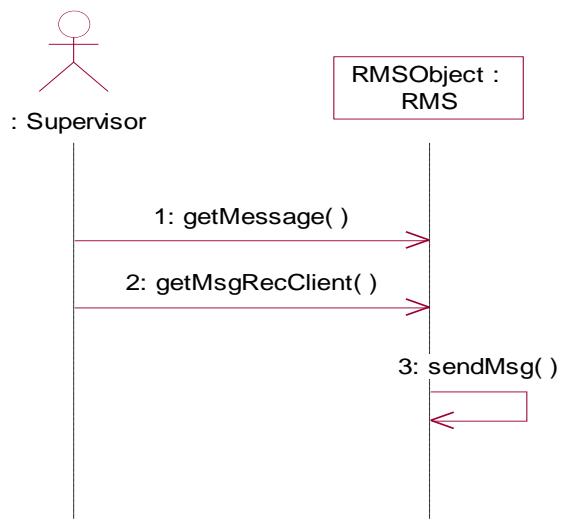 RMSObject :
RMS
: Supervisor
1: getMessage( )
2: getMsgRecClient( )
3: sendMsg( )